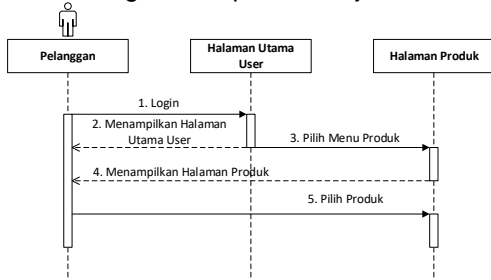 Pelanggan
Halaman Utama
User
Halaman Produk
1. Login
2. Menampilkan Halaman
Utama User
3. Pilih Menu Produk
4. Menampilkan Halaman Produk
5. Pilih Produk